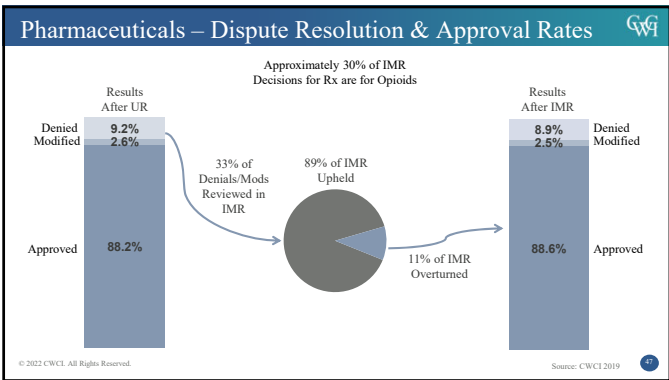 Pharmaceuticals – Dispute Resolution & Approval Rates
CWCI
Approximately 30% of IMR
Decisions for Rx are for Opioids
Results
After UR
Denied
Modified
Approved
9.2%
2.6%
88.2%
33% of
Denials/Mods
Reviewed in
IMR
89% of IMR
Upheld
11% of IMR
Overturned
Results
After IMR
8.9%
2.5%
88.6%
Denied
Modified
Approved
© 2022 CWCI. All Rights Reserved.
Source: CWCI 2019
47